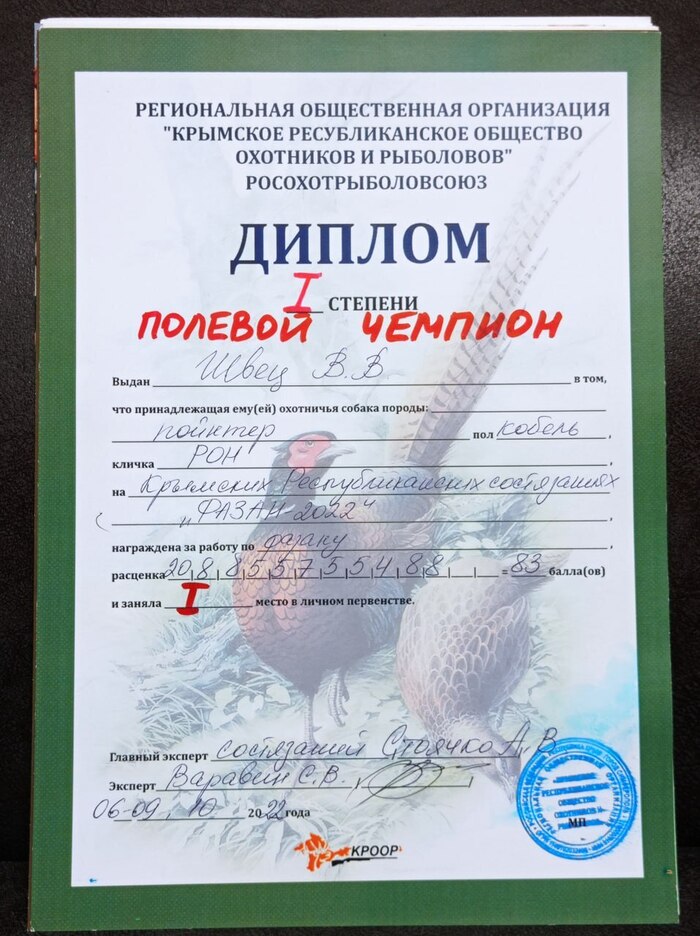 РЕГИОНАЛЬНАЯ ОБЩЕСТВЕННАЯ ОРГАНИЗАЦИЯ
"КРЫМСКОЕ РЕСУБЛИКАНСКОЕ ОБЩЕСТВО
ОХОТНИКОВ И РЫБОЛОВОВ"
РОСОХОТРЫБОЛОВСОЮЗ
ДИПЛОМ
I СТЕПЕНИ
ПОЛЕВОЙ ЧЕМПИОН
Выдан Швец В.В. в том,
что принадлежащая ему(ей) охотничья собака породы:
пойнтер пол кобель,
кличка РОН,
на Крымских Республиканских состязаниях
„ФАЗАН 2022",
награждена за работу по фазану,
расценка 20 8 8 5 5 7 5 5 4 8 8 = 83 балла(ов)
и заняла I место в личном первенстве.
Главный эксперт состязаний Стоячко А.В.
Эксперт Варавин С.В.
06-09. 10 2022 года
МП
КРООР